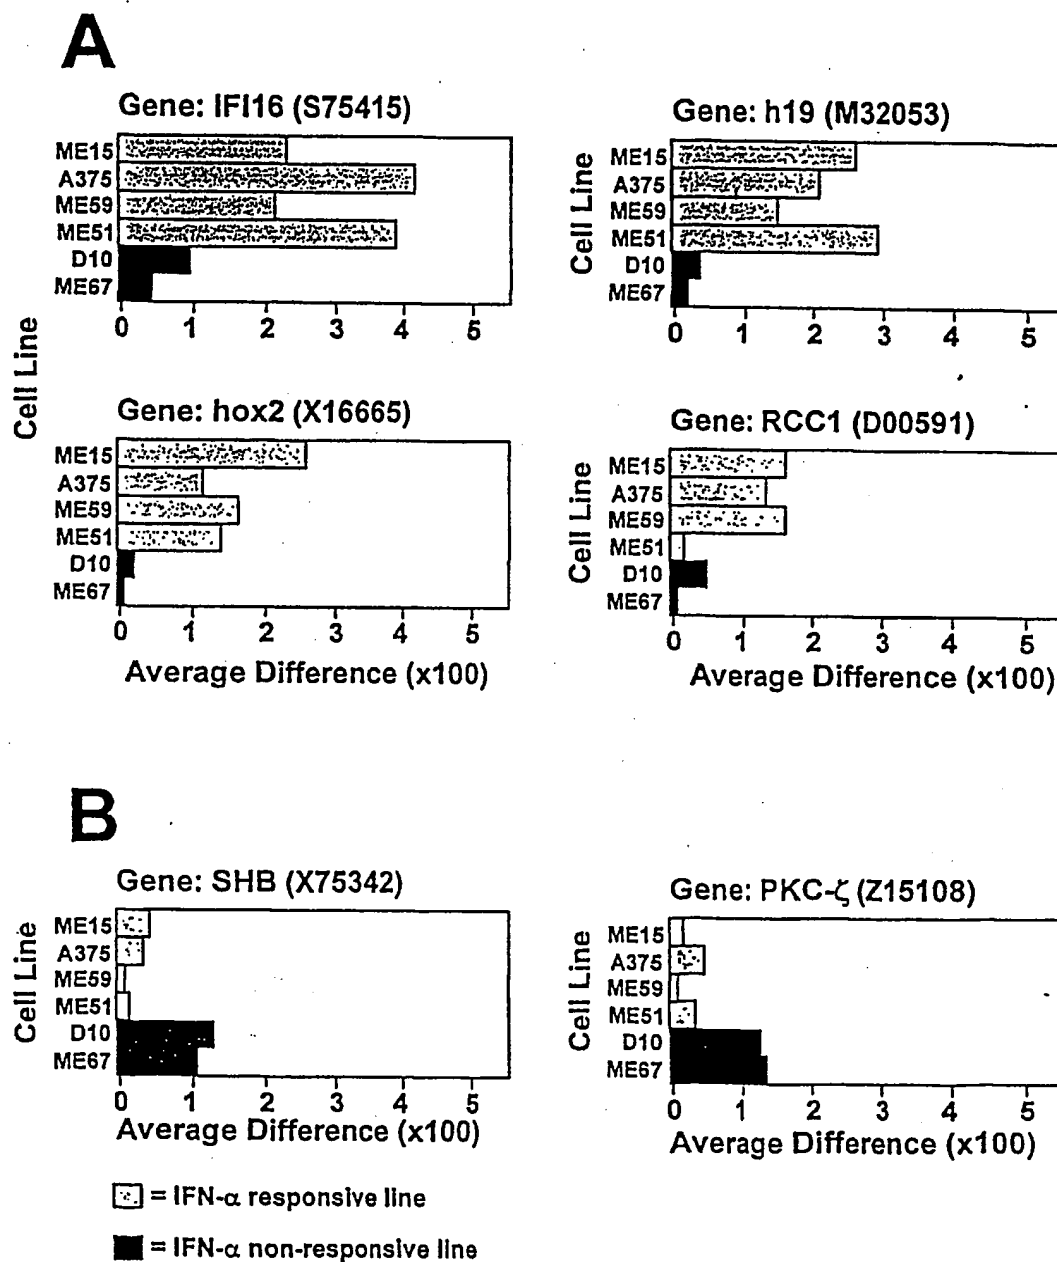 A
Gene: IFI16 (S75415)
Cell Line
ME15
A375
ME59
ME51
D10
ME67
0 1 2 3 4 5
Gene: h19 (M32053)
Cell Line
ME15
A375
ME59
ME51
D10
ME67
0 1 2 3 4 5
Gene: hox2 (X16665)
ME15
A375
ME59
ME51
D10
ME67
0 1 2 3 4 5
Average Difference (x100)
Gene: RCC1 (D00591)
Cell Line
ME15
A375
ME59
ME51
D10
ME67
0 1 2 3 4 5
Average Difference (x100)
B
Gene: SHB (X75342)
Cell Line
ME15
A375
ME59
ME51
D10
ME67
0 1 2 3 4 5
Average Difference (x100)
Gene: PKC-ζ (Z15108)
Cell Line
ME15
A375
ME59
ME51
D10
ME67
0 1 2 3 4 5
Average Difference (x100)
= IFN-α responsive line
= IFN-α non-responsive line